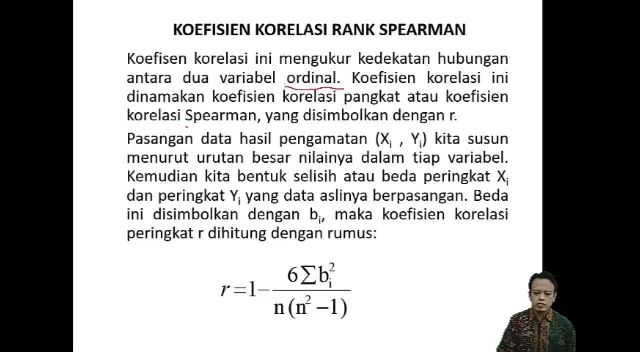 KOEFISIEN KORELASI RANK SPEARMAN
Koefisen korelasi ini mengukur kedekatan hubungan
antara dua variabel ordinal. Koefisien korelasi ini
dinamakan koefisien korelasi pangkat atau koefisien
korelasi Spearman, yang disimbolkan dengan r.
Pasangan data hasil pengamatan (Xᵢ , Yᵢ) kita susun
menurut urutan besar nilainya dalam tiap variabel.
Kemudian kita bentuk selisih atau beda peringkat Xᵢ
dan peringkat Yᵢ yang data aslinya berpasangan. Beda
ini disimbolkan dengan bᵢ, maka koefisien korelasi
peringkat r dihitung dengan rumus:
r = 1 − 6∑bᵢ² / n(n² − 1)